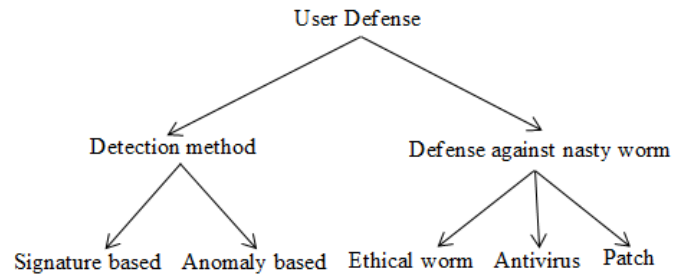 User Defense
Detection method
Defense against nasty worm
Signature based
Anomaly based
Ethical worm
Antivirus
Patch